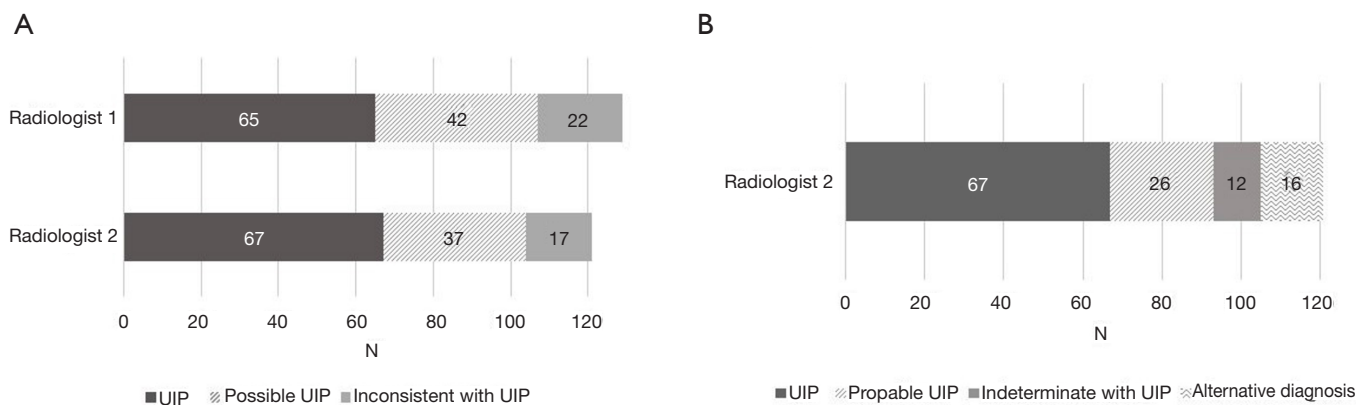 A
Radiologist 1
65
42
22
Radiologist 2
67
37
17
0 20 40 60 80 100 120
N
UIP Possible UIP Inconsistent with UIP
B
Radiologist 2
67
26
12
16
0 20 40 60 80 100 120
N
UIP Propable UIP Indeterminate with UIP Alternative diagnosis